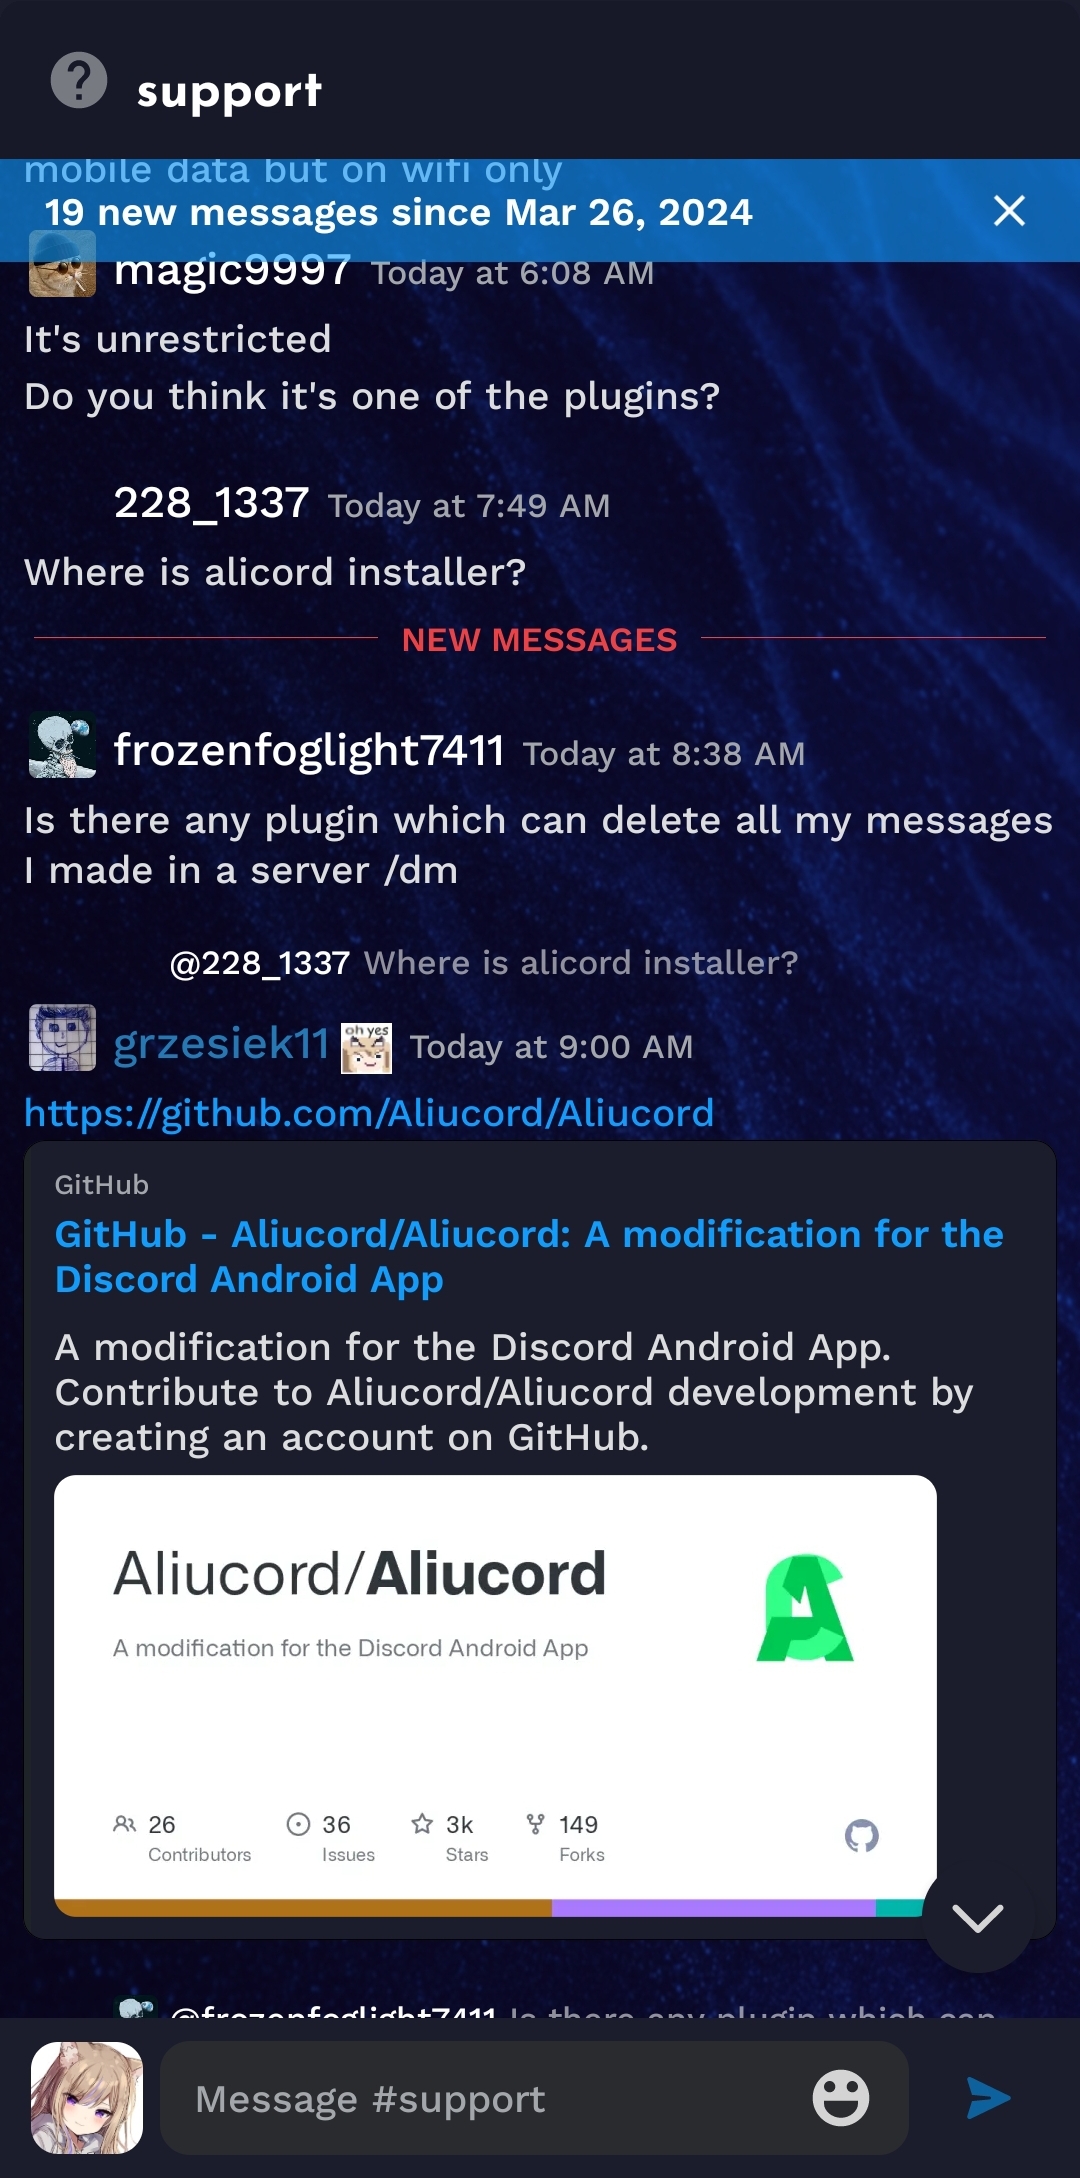 support
mobile data but on wifi only
19 new messages since Mar 26, 2024
magic9997 Today at 6:08 AM
It's unrestricted
Do you think it's one of the plugins?
228_1337 Today at 7:49 AM
Where is alicord installer?
NEW MESSAGES
frozenfoglight7411 Today at 8:38 AM
Is there any plugin which can delete all my messages
I made in a server /dm
@228_1337 Where is alicord installer?
grzesiek11 oh yes Today at 9:00 AM
https://github.com/Aliucord/Aliucord
GitHub
GitHub - Aliucord/Aliucord: A modification for the
Discord Android App
A modification for the Discord Android App.
Contribute to Aliucord/Aliucord development by
creating an account on GitHub.
Aliucord/Aliucord
A modification for the Discord Android App
26 36 3k 149
Contributors Issues Stars Forks
@frozenfoglight7411 Is there any plugin which can
Message #support